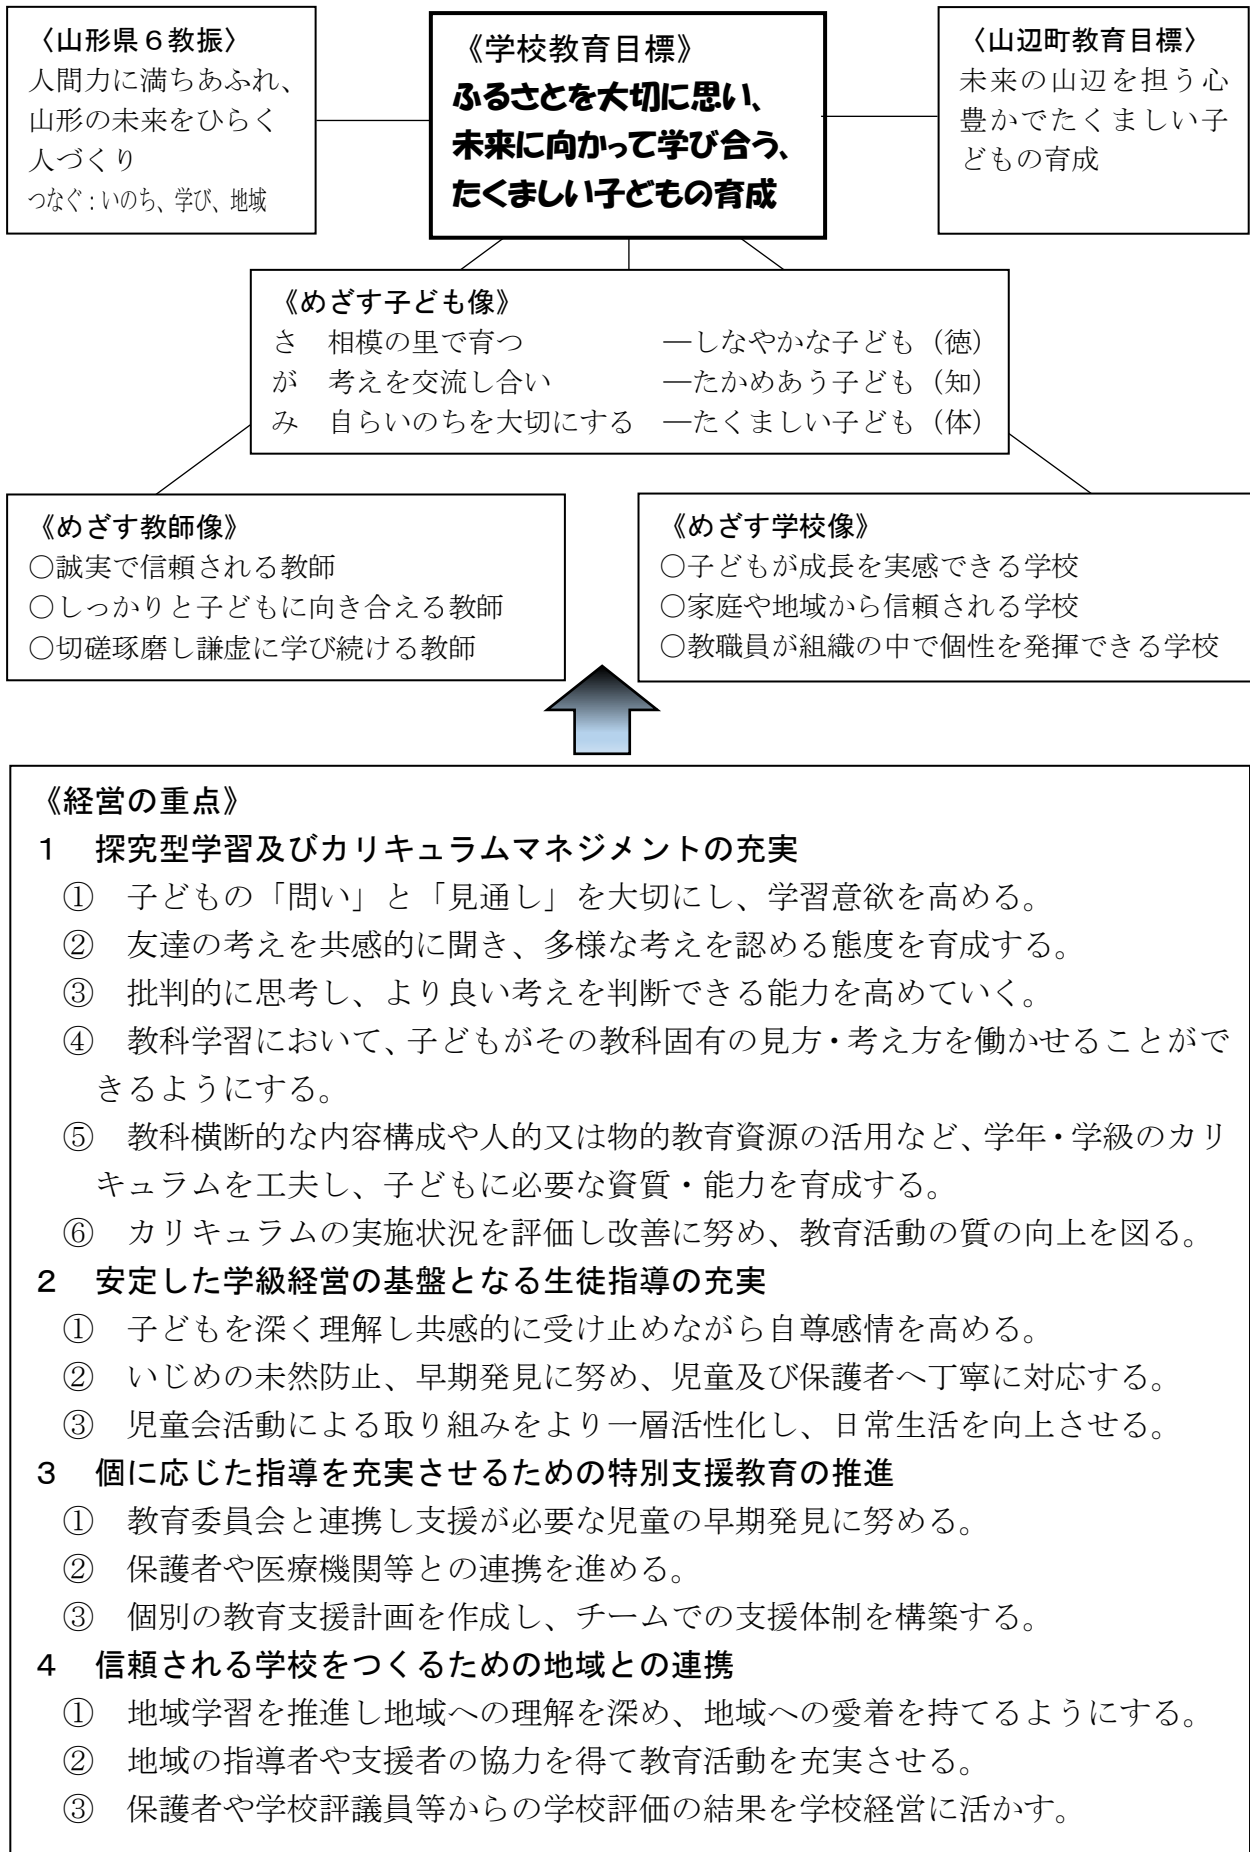 〈山形県６教振〉
人間力に満ちあふれ、
山形の未来をひらく
人づくり
つなぐ：いのち、学び、地域
《学校教育目標》
ふるさとを大切に思い、
未来に向かって学び合う、
たくましい子どもの育成
〈山辺町教育目標〉
未来の山辺を担う心
豊かでたくましい子
どもの育成
《めざす子ども像》
さ　相模の里で育つ　―しなやかな子ども（徳）
が　考えを交流し合い　―たかめあう子ども（知）
み　自らいのちを大切にする　―たくましい子ども（体）
《めざす教師像》
○誠実で信頼される教師
○しっかりと子どもに向き合える教師
○切磋琢磨し謙虚に学び続ける教師
《めざす学校像》
○子どもが成長を実感できる学校
○家庭や地域から信頼される学校
○教職員が組織の中で個性を発揮できる学校
《経営の重点》
１　探究型学習及びカリキュラムマネジメントの充実
①　子どもの「問い」と「見通し」を大切にし、学習意欲を高める。
②　友達の考えを共感的に聞き、多様な考えを認める態度を育成する。
③　批判的に思考し、より良い考えを判断できる能力を高めていく。
④　教科学習において、子どもがその教科固有の見方・考え方を働かせることがで
きるようにする。
⑤　教科横断的な内容構成や人的又は物的教育資源の活用など、学年・学級のカリ
キュラムを工夫し、子どもに必要な資質・能力を育成する。
⑥　カリキュラムの実施状況を評価し改善に努め、教育活動の質の向上を図る。
２　安定した学級経営の基盤となる生徒指導の充実
①　子どもを深く理解し共感的に受け止めながら自尊感情を高める。
②　いじめの未然防止、早期発見に努め、児童及び保護者へ丁寧に対応する。
③　児童会活動による取り組みをより一層活性化し、日常生活を向上させる。
３　個に応じた指導を充実させるための特別支援教育の推進
①　教育委員会と連携し支援が必要な児童の早期発見に努める。
②　保護者や医療機関等との連携を進める。
③　個別の教育支援計画を作成し、チームでの支援体制を構築する。
４　信頼される学校をつくるための地域との連携
①　地域学習を推進し地域への理解を深め、地域への愛着を持てるようにする。
②　地域の指導者や支援者の協力を得て教育活動を充実させる。
③　保護者や学校評議員等からの学校評価の結果を学校経営に活かす。